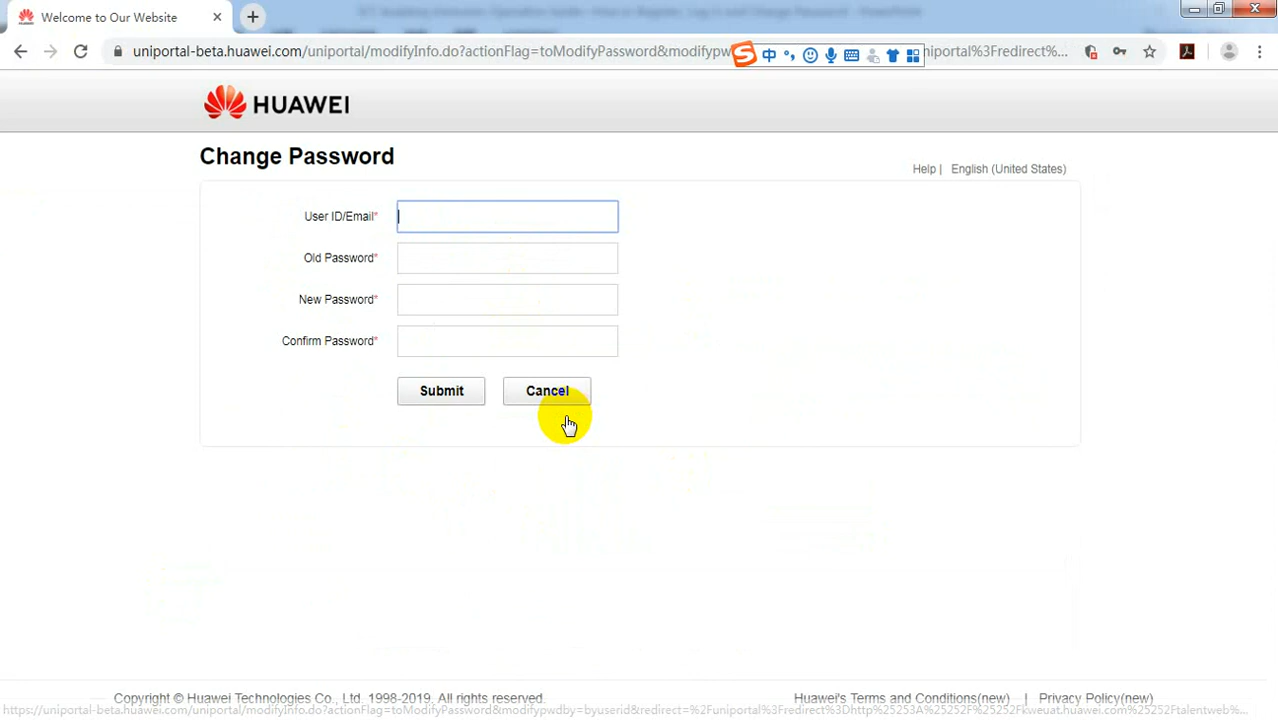 Welcome to Our Website
uniportal-beta.huawei.com/uniportal/modifyInfo.do?actionFlag=toModifyPassword&modifypw
niportal%3Fredirect%...
中
HUAWEI
Change Password
Help | English (United States)
User ID/Email*
Old Password*
New Password*
Confirm Password*
Submit
Cancel
Copyright © Huawei Technologies Co., Ltd. 1998-2019. All rights reserved.
Huawei's Terms and Conditions(new) | Privacy Policy(new)
https://uniportal-beta.huawei.com/uniportal/modifyInfo.do?actionFlag=toModifyPassword&modifypwdby=byuserid&redirect=%2Funiportal%3Fredirect%3Dhttp%25253A%25252F%25252Fkweuat.huawei.com%25252Ftalentweb%...